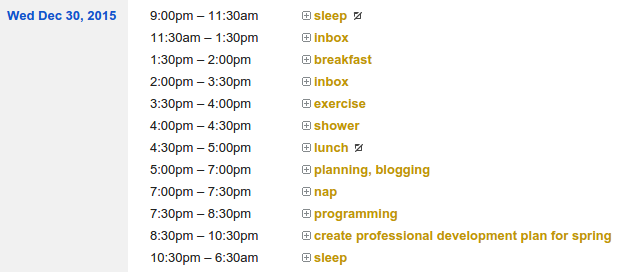 Wed Dec 30, 2015 9:00pm – 11:30am sleep
11:30am – 1:30pm inbox
1:30pm – 2:00pm breakfast
2:00pm – 3:30pm inbox
3:30pm – 4:00pm exercise
4:00pm – 4:30pm shower
4:30pm – 5:00pm lunch
5:00pm – 7:00pm planning, blogging
7:00pm – 7:30pm nap
7:30pm – 8:30pm programming
8:30pm – 10:30pm create professional development plan for spring
10:30pm – 6:30am sleep